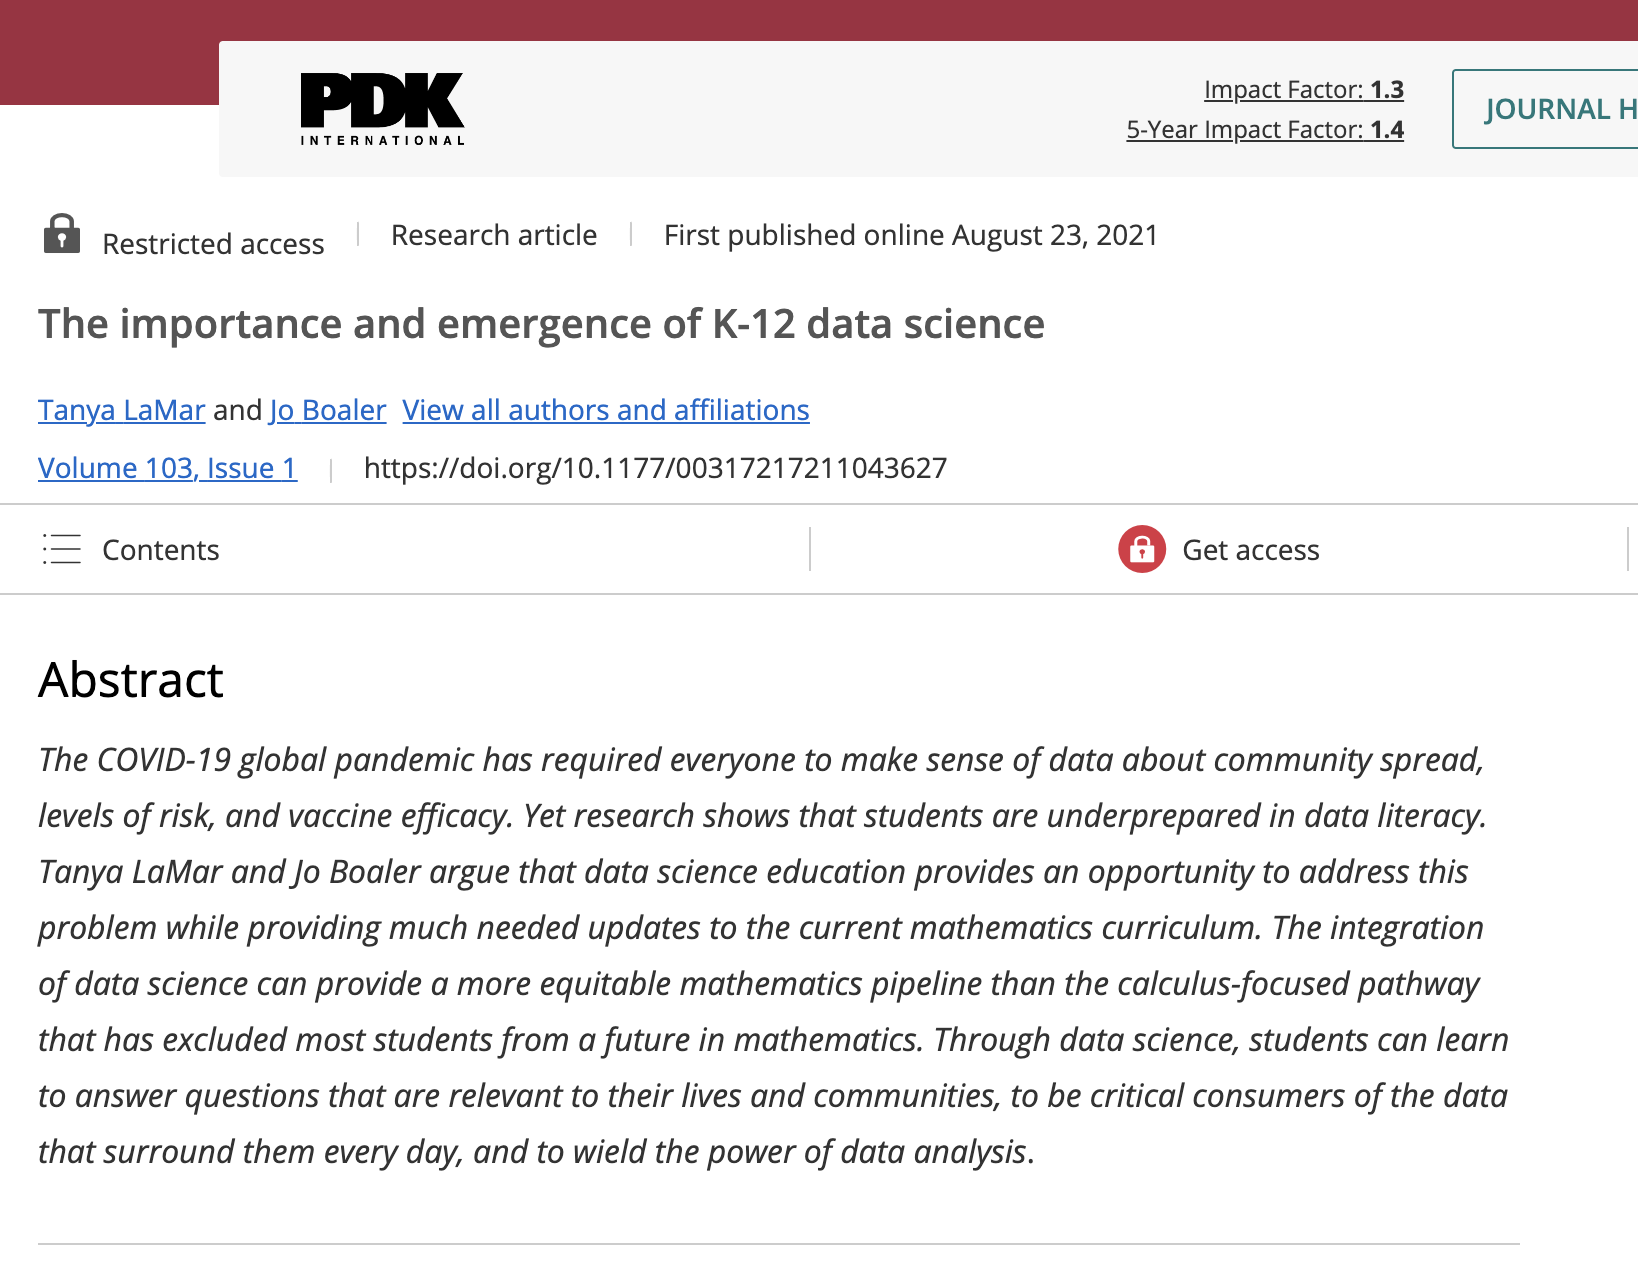 PDK
INTERNATIONAL
Impact Factor: 1.3
5-Year Impact Factor: 1.4
JOURNAL H
Restricted access
Research article
First published online August 23, 2021
The importance and emergence of K-12 data science
Tanya LaMar and Jo Boaler View all authors and affiliations
Volume 103, Issue 1
https://doi.org/10.1177/00317217211043627
Contents
Get access
Abstract
The COVID-19 global pandemic has required everyone to make sense of data about community spread,
levels of risk, and vaccine efficacy. Yet research shows that students are underprepared in data literacy.
Tanya LaMar and Jo Boaler argue that data science education provides an opportunity to address this
problem while providing much needed updates to the current mathematics curriculum. The integration
of data science can provide a more equitable mathematics pipeline than the calculus-focused pathway
that has excluded most students from a future in mathematics. Through data science, students can learn
to answer questions that are relevant to their lives and communities, to be critical consumers of the data
that surround them every day, and to wield the power of data analysis.